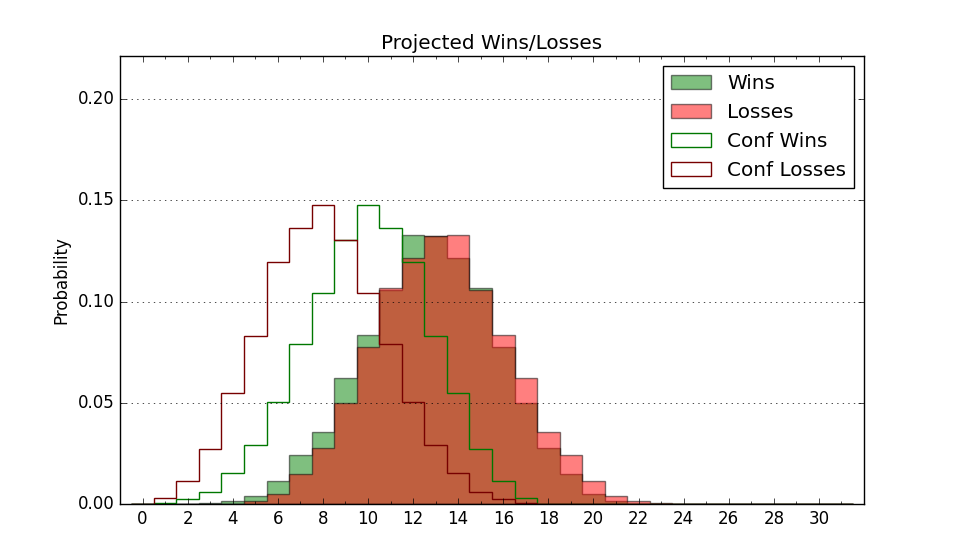 Projected Wins/Losses
Wins
Losses
Conf Wins
Conf Losses
Probability
0.20
0.15
0.10
0.05
0.00
0 2 4 6 8 10 12 14 16 18 20 22 24 26 28 30